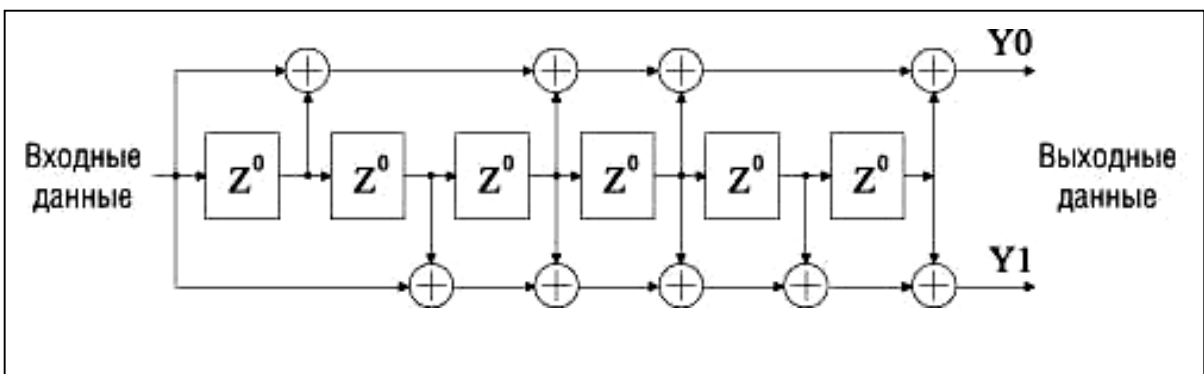 Y0
Входные
данные
Z⁰ Z⁰ Z⁰ Z⁰ Z⁰ Z⁰
Выходные
данные
Y1